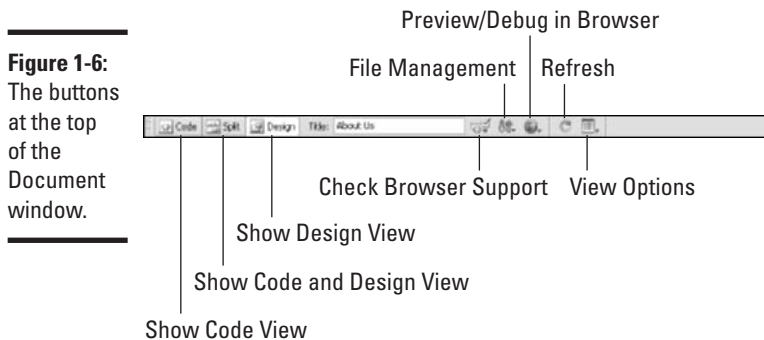 Preview/Debug in Browser
File Management
Refresh
Figure 1-6:
The buttons
at the top
of the
Document
window.
Code
Split
Design
Title:
About Us
Check Browser Support
View Options
Show Design View
Show Code and Design View
Show Code View